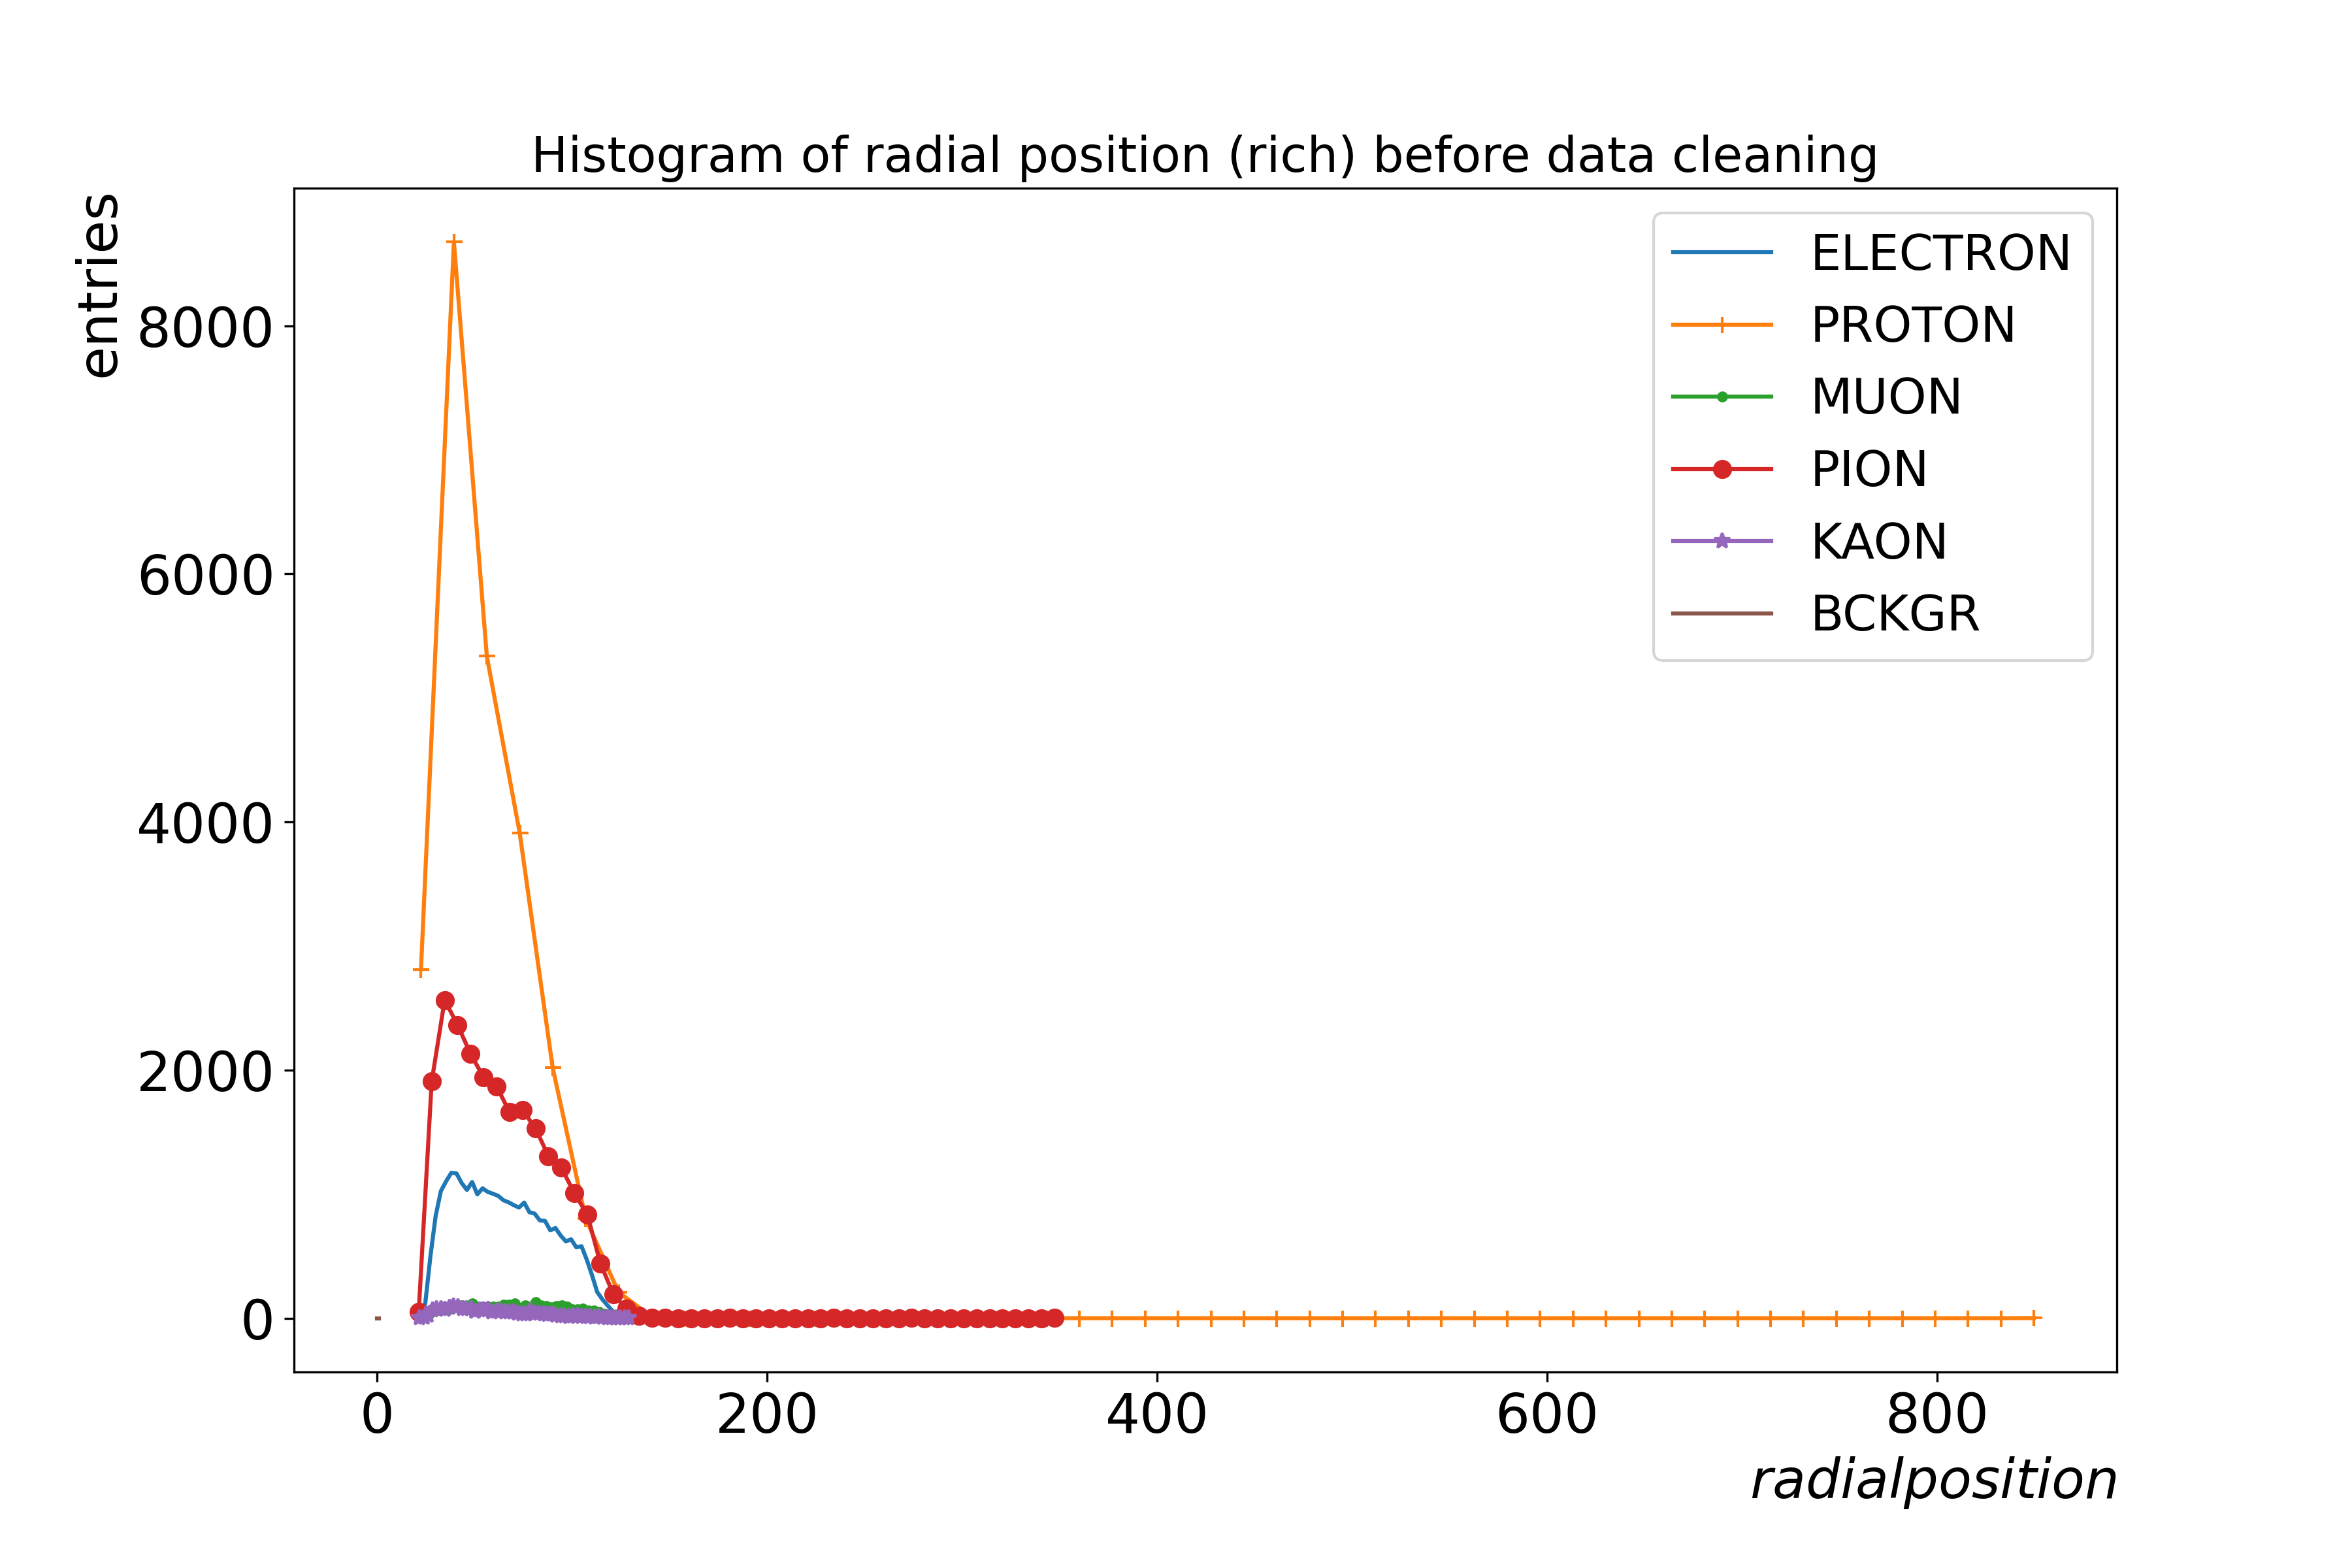 Histogram of radial position (rich) before data cleaning
entries
8000
6000
4000
2000
0
ELECTRON
PROTON
MUON
PION
KAON
BCKGR
0 200 400 600 800
radialposition